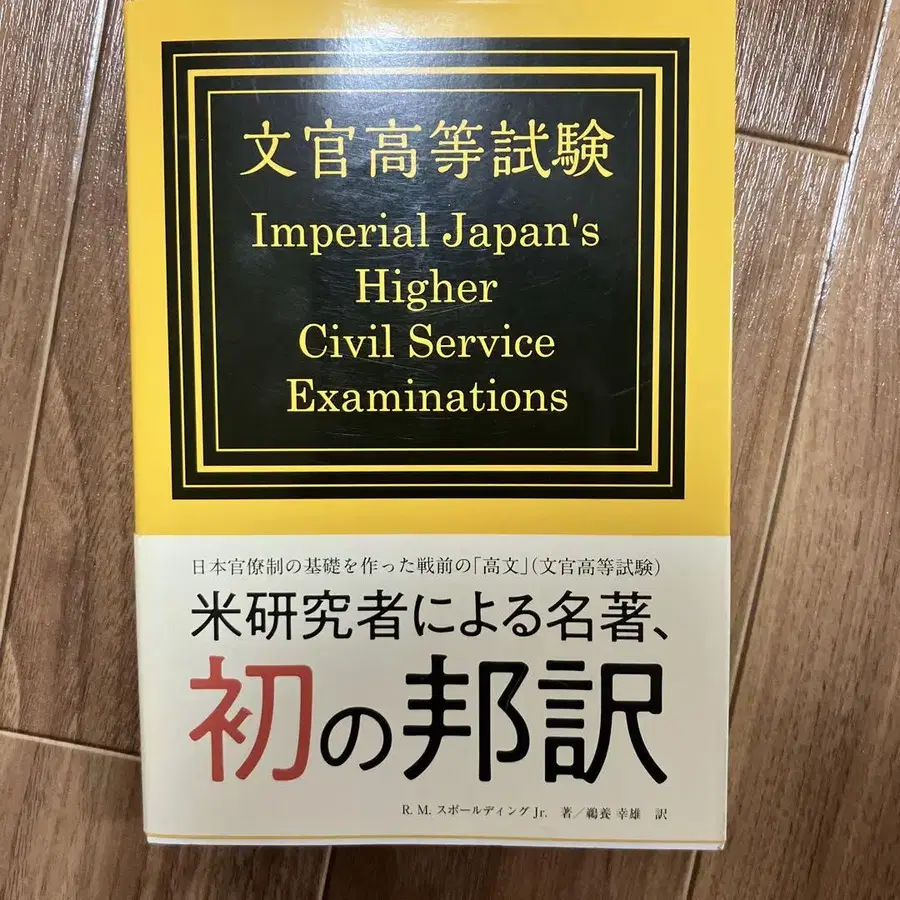 文官高等試験
Imperial Japan's
Higher
Civil Service
Examinations
日本官僚制の基礎を作った戦前の「高文」(文官高等試験)
米研究者による名著、
初の邦訳
R. M. スポールディング Jr. 著／鵜養 幸雄 訳